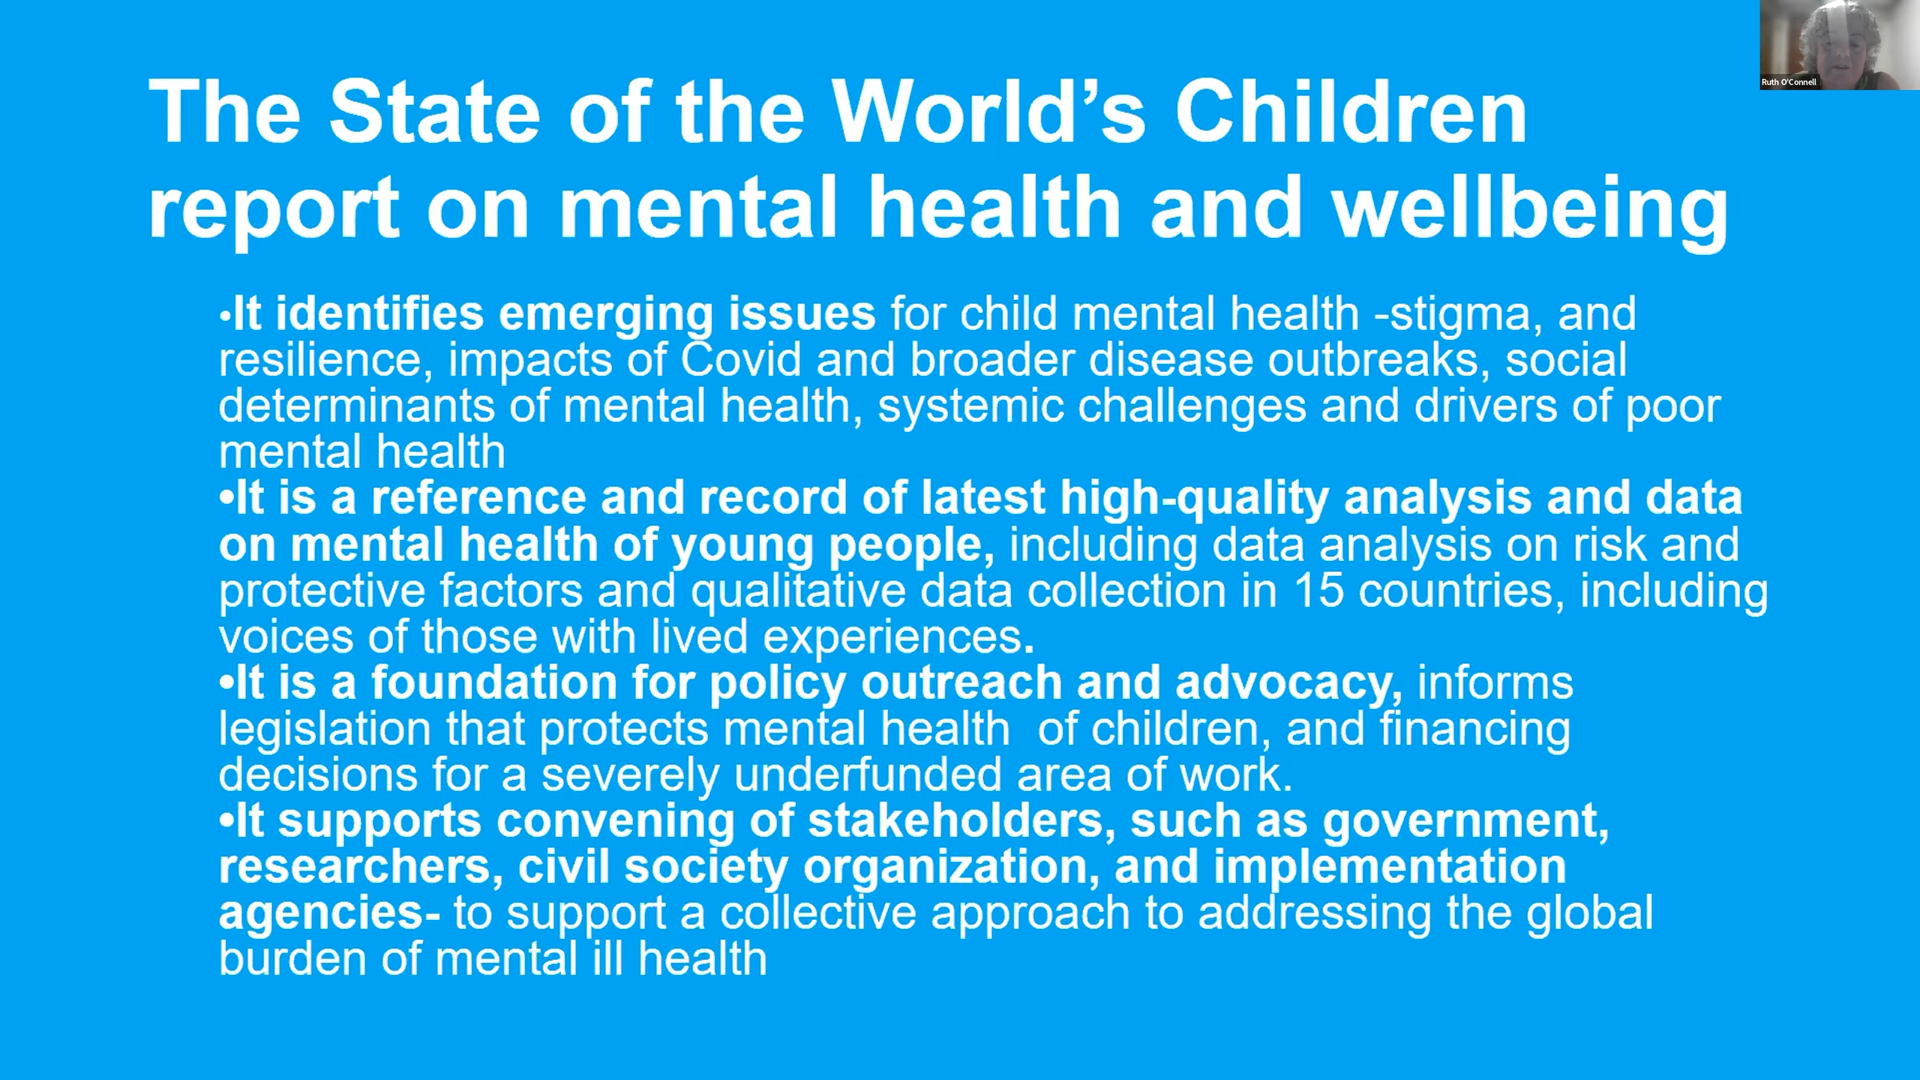 The State of the World’s Children
report on mental health and wellbeing
Ruth O'Connell
•It identifies emerging issues for child mental health -stigma, and
resilience, impacts of Covid and broader disease outbreaks, social
determinants of mental health, systemic challenges and drivers of poor
mental health
•It is a reference and record of latest high-quality analysis and data
on mental health of young people, including data analysis on risk and
protective factors and qualitative data collection in 15 countries, including
voices of those with lived experiences.
•It is a foundation for policy outreach and advocacy, informs
legislation that protects mental health  of children, and financing
decisions for a severely underfunded area of work.
•It supports convening of stakeholders, such as government,
researchers, civil society organization, and implementation
agencies- to support a collective approach to addressing the global
burden of mental ill health